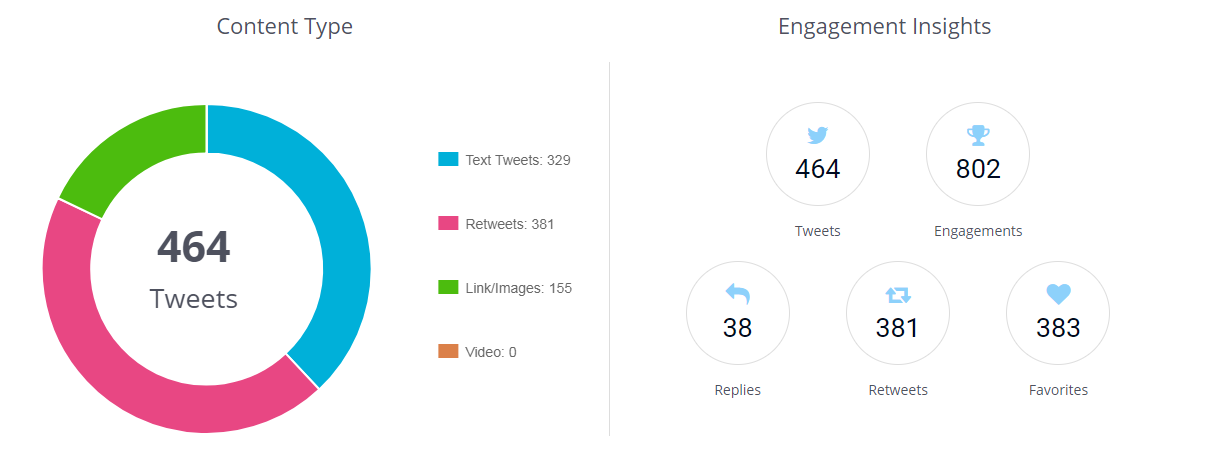 Content Type
464
Tweets
Text Tweets: 329
Retweets: 381
Link/Images: 155
Video: 0
Engagement Insights
464
Tweets
802
Engagements
38
Replies
381
Retweets
383
Favorites